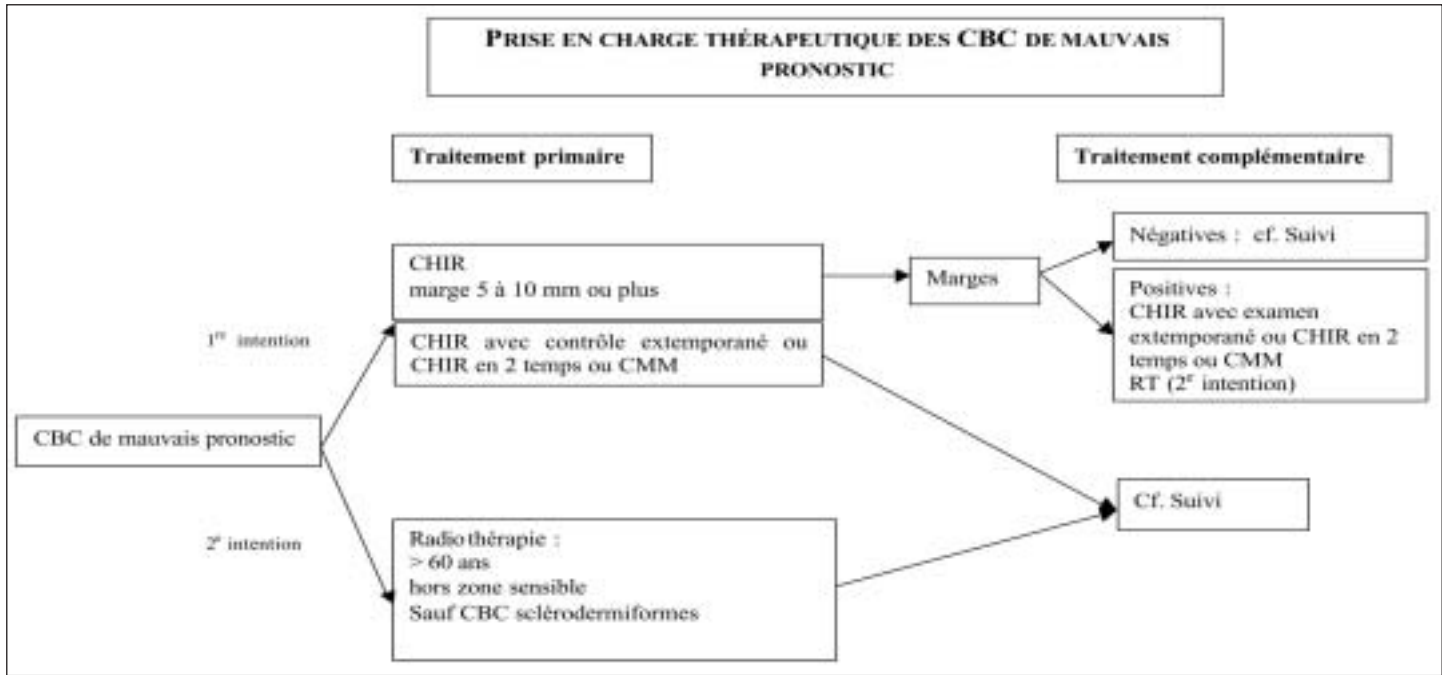 PRISE EN CHARGE THÉRAPEUTIQUE DES CBC DE MAUVAIS
PRONOSTIC
Traitement primaire
Traitement complémentaire
CBC de mauvais pronostic
1re intention
CHIR
marge 5 à 10 mm ou plus
CHIR avec contrôle extemporané ou
CHIR en 2 temps ou CMM
Marges
Négatives : cf. Suivi
Positives :
CHIR avec examen
extemporané ou CHIR en 2
temps ou CMM
RT (2e intention)
2e intention
Radiothérapie :
> 60 ans
hors zone sensible
Sauf CBC sclérodermiformes
Cf. Suivi